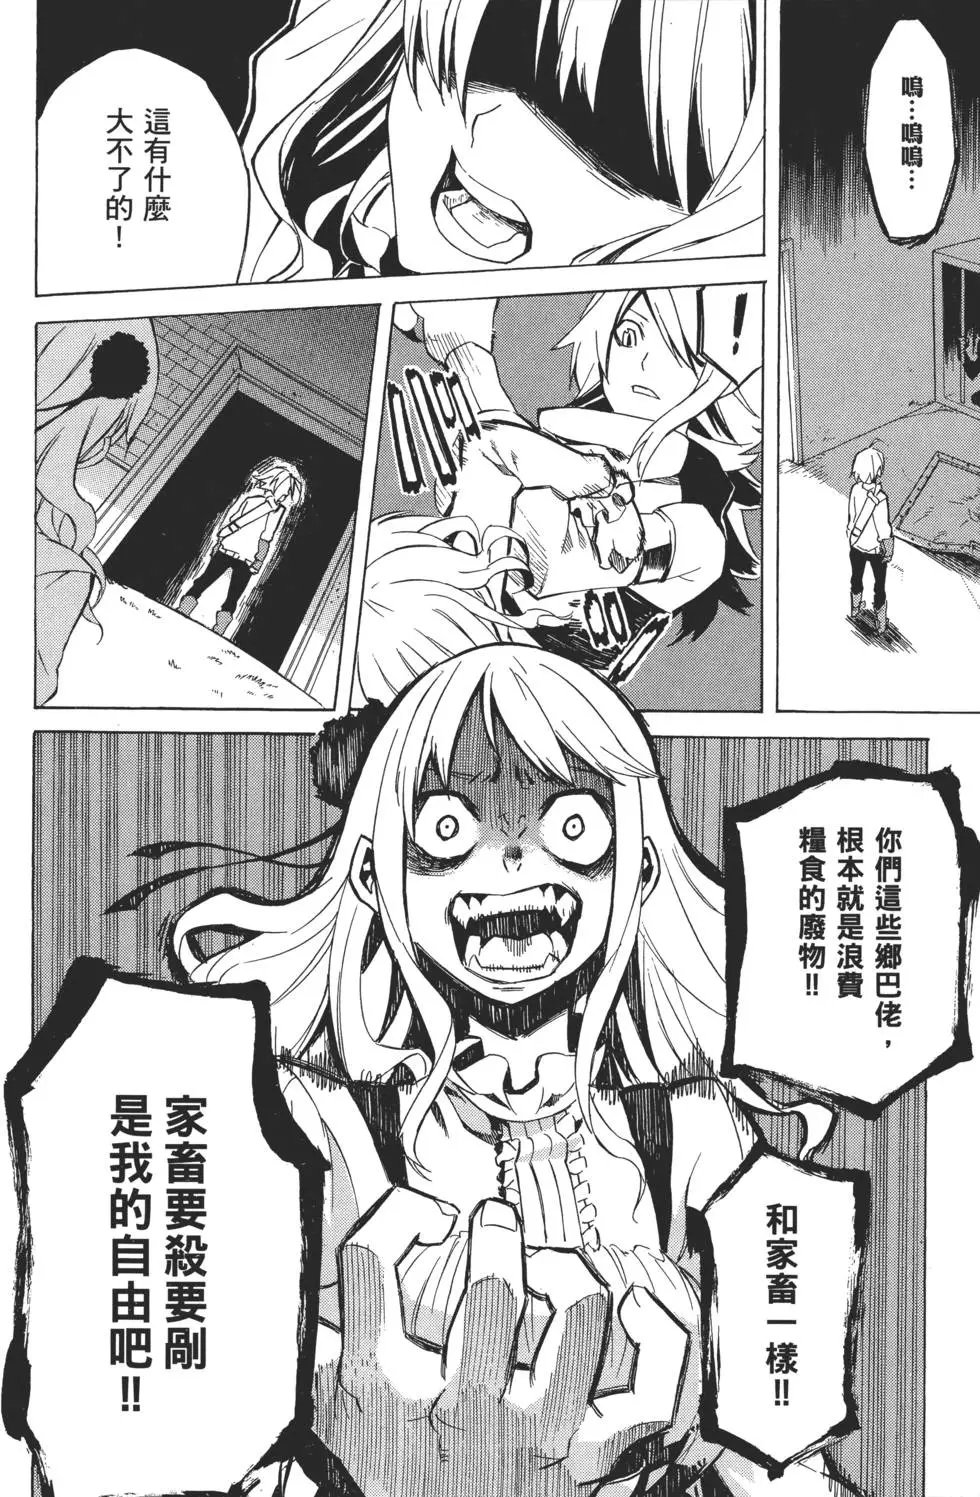 嗚…嗚嗚…
這有什麼
大不了的！
！
你們這些鄉巴佬，
根本就是浪費
糧食的廢物!!
和家畜一樣!!
家畜要殺要剮
是我的自由吧!!